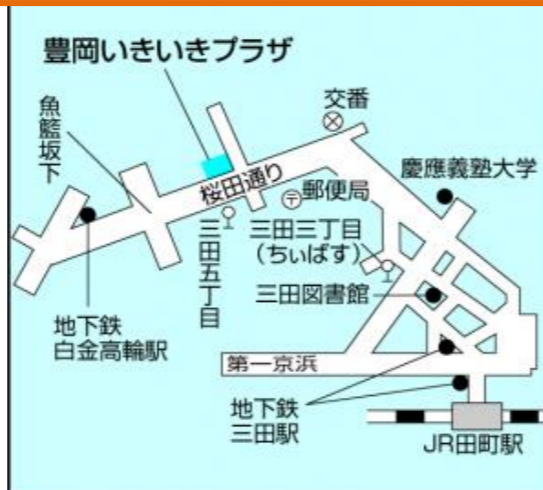 豊岡いきいきプラザ
魚籃坂下
交番
慶應義塾大学
桜田通り
〒郵便局
三田五丁目
三田三丁目
(ちぃばす)
三田図書館
地下鉄
白金高輪駅
第一京浜
地下鉄
三田駅
JR田町駅